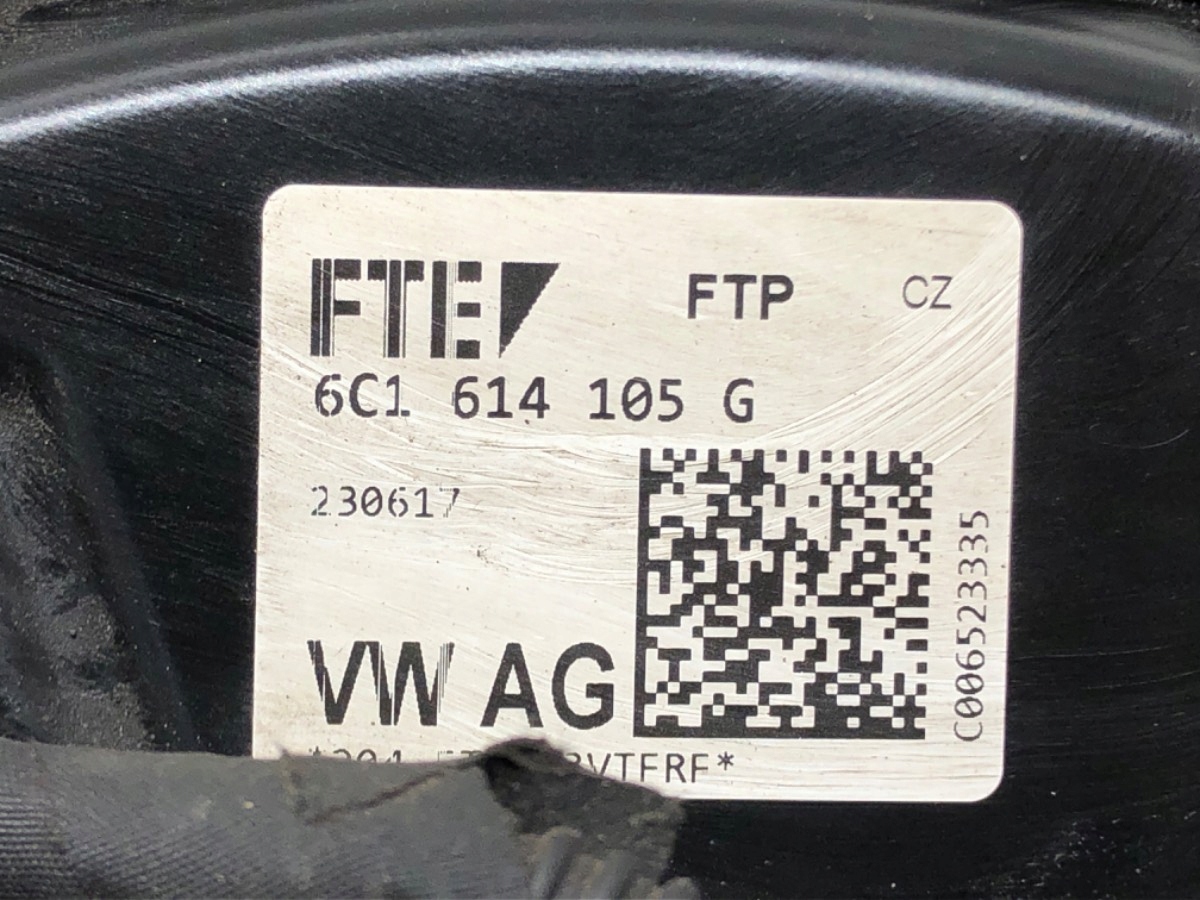 FTE FTP CZ
6C1 614 105 G
230617
C006523335
VW AG